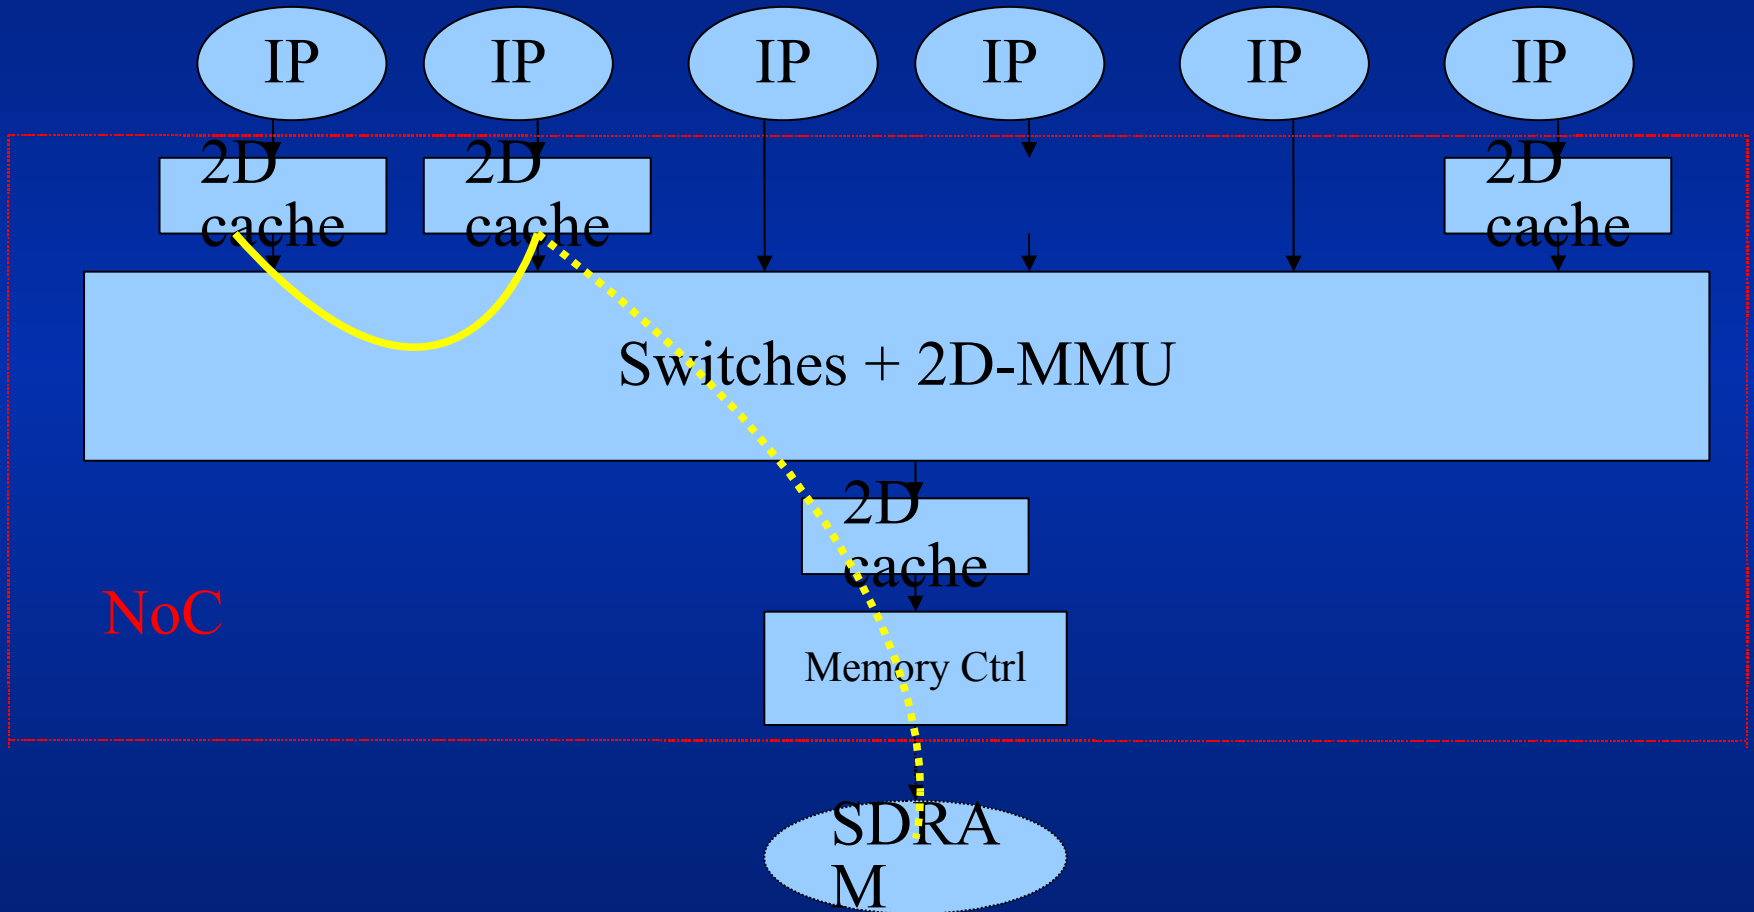 IP
IP
IP
IP
IP
IP
2D
cache
2D
cache
2D
cache
Switches + 2D-MMU
2D
cache
NoC
Memory Ctrl
SDRA
M